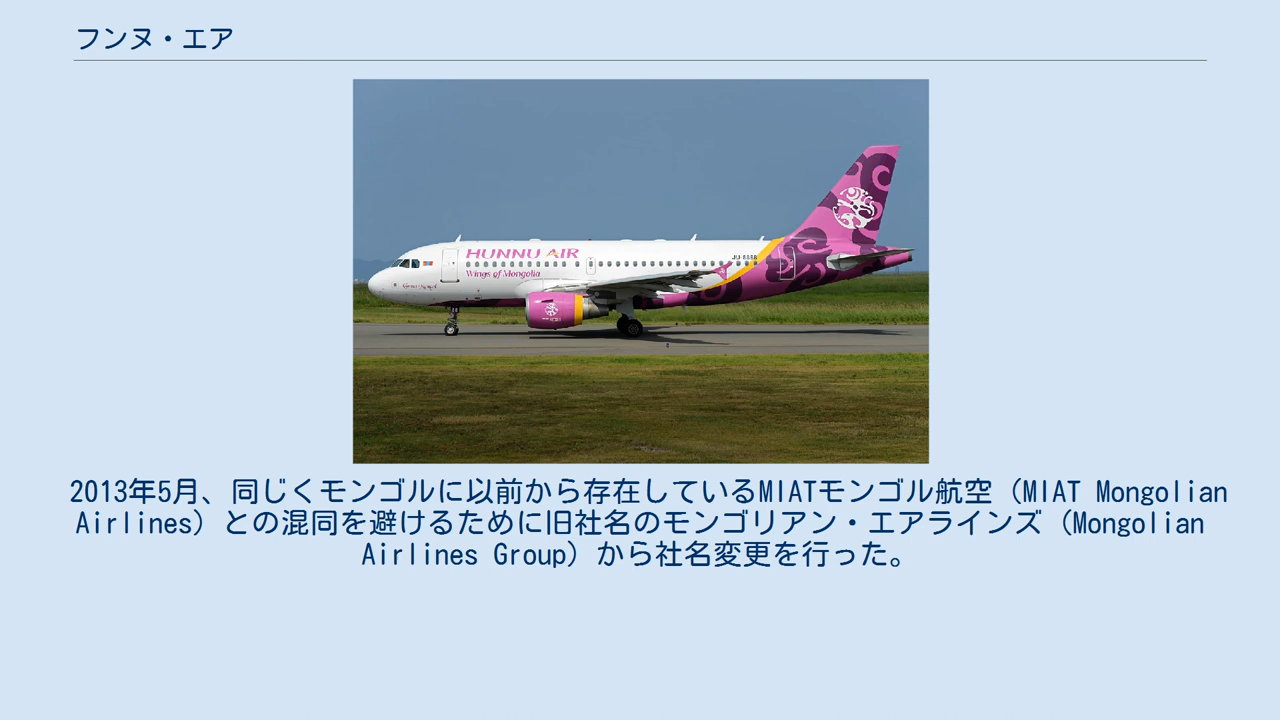 フンヌ・エア
HUNNU AIR
Wings of Mongolia
2013年5月、同じくモンゴルに以前から存在しているMIATモンゴル航空（MIAT Mongolian
Airlines）との混同を避けるために旧社名のモンゴリアン・エアラインズ（Mongolian
Airlines Group）から社名変更を行った。